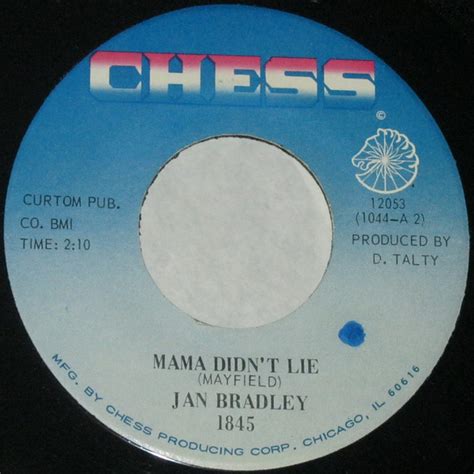 CHESS
©
CURTOM PUB.
CO. BMI
TIME: 2:10
12053
(1044-A 2)
PRODUCED BY
D. TALTY
MAMA DIDN'T LIE
(MAYFIELD)
JAN BRADLEY
1845
MFG. BY CHESS PRODUCING CORP. CHICAGO, IL 60616